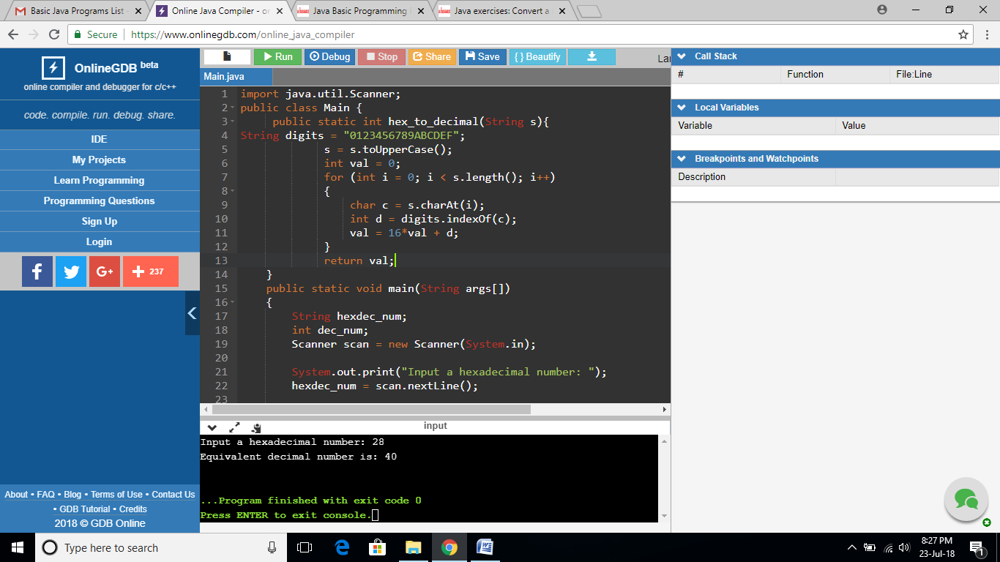 Basic Java Programs List -
Online Java Compiler - on
Java Basic Programming
Java exercises: Convert a
Secure
https://www.onlinegdb.com/online_java_compiler
OnlineGDB beta
online compiler and debugger for c/c++
code. compile. run. debug. share.
IDE
My Projects
Learn Programming
Programming Questions
Sign Up
Login
f
G+
+ 237
About • FAQ • Blog • Terms of Use • Contact Us
• GDB Tutorial • Credits
2018 © GDB Online
Run
Debug
Stop
Share
Save
{ } Beautify
Lar
Main.java
1 import java.util.Scanner;
2 public class Main {
3 public static int hex_to_decimal(String s){
4 String digits = "0123456789ABCDEF";
5 s = s.toUpperCase();
6 int val = 0;
7 for (int i = 0; i < s.length(); i++)
8 {
9 char c = s.charAt(i);
10 int d = digits.indexOf(c);
11 val = 16*val + d;
12 }
13 return val;
14 }
15 public static void main(String args[])
16 {
17 String hexdec_num;
18 int dec_num;
19 Scanner scan = new Scanner(System.in);
20
21 System.out.print("Input a hexadecimal number: ");
22 hexdec_num = scan.nextLine();
23
input
Input a hexadecimal number: 28
Equivalent decimal number is: 40
...Program finished with exit code 0
Press ENTER to exit console.
Call Stack
# Function File:Line
Local Variables
Variable Value
Breakpoints and Watchpoints
Description
Type here to search
8:27 PM
23-Jul-18
1